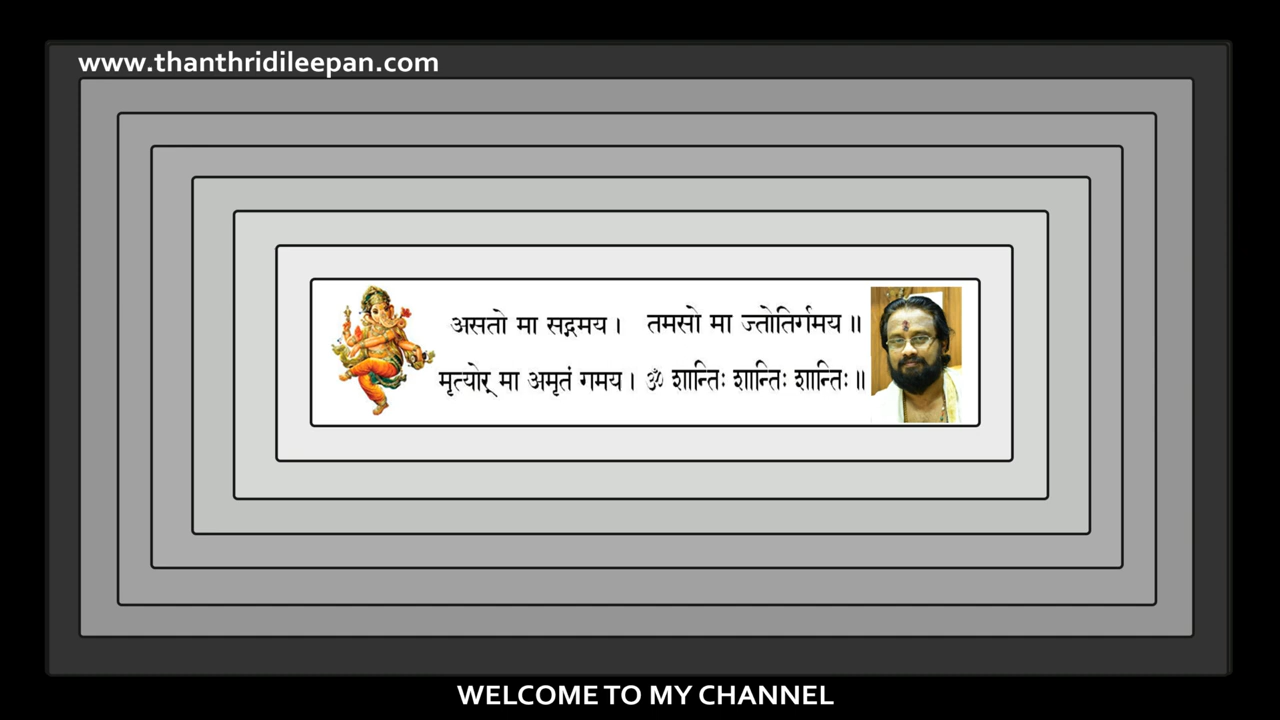 www.thanthridileepan.com
असतो मा सद्गमय । तमसो मा ज्तोतिर्गमय ॥
मृत्योर् मा अमृतं गमय । ॐ शान्तिः शान्तिः शान्तिः ॥
WELCOME TO MY CHANNEL